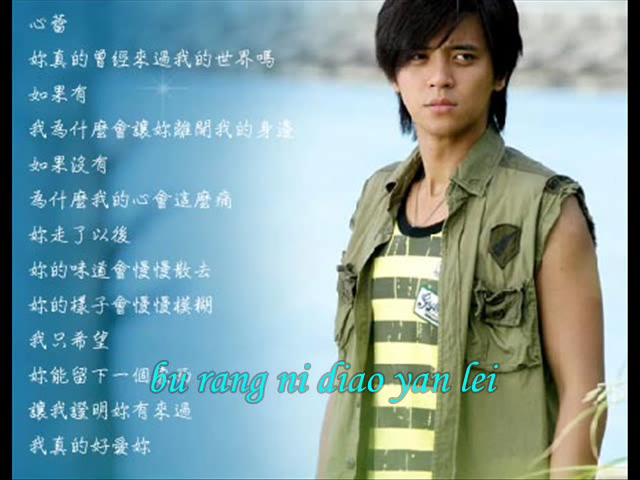 心蕾
妳真的曾經來過我的世界嗎
如果有
我為什麼會讓妳離開我的身邊
如果沒有
為什麼我的心會這麼痛
妳走了以後
妳的味道會慢慢散去
妳的樣子會慢慢模糊
我只希望
妳能留下一個
bu rang ni diao yan lei
讓我證明妳有來過
我真的好愛妳